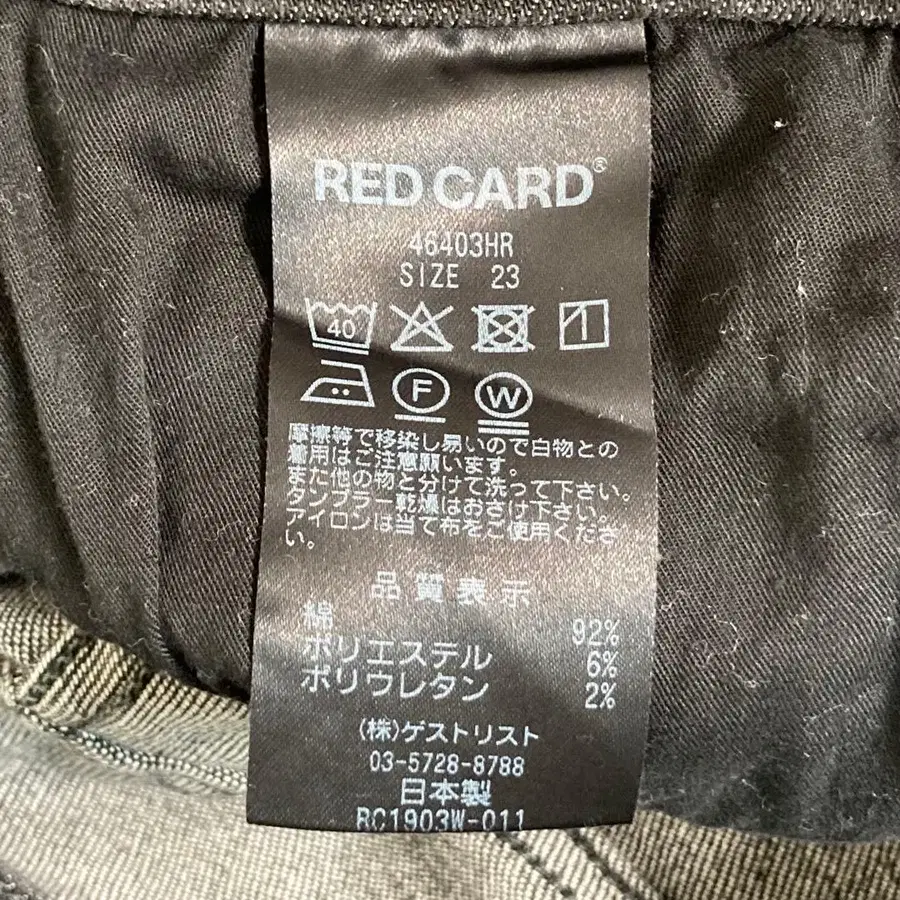 RED CARD®
46403HR
SIZE 23
40
F W
摩擦等で移染し易いので白物との
着用はご注意願います。
また他の物と分けて洗って下さい。
タンブラー乾燥はおさけ下さい。
アイロンは当て布をご使用くださ
い。
品質表示
綿 92%
ポリエステル 6%
ポリウレタン 2%
(株)ゲストリスト
03-5728-8788
日本製
RC1903W-011